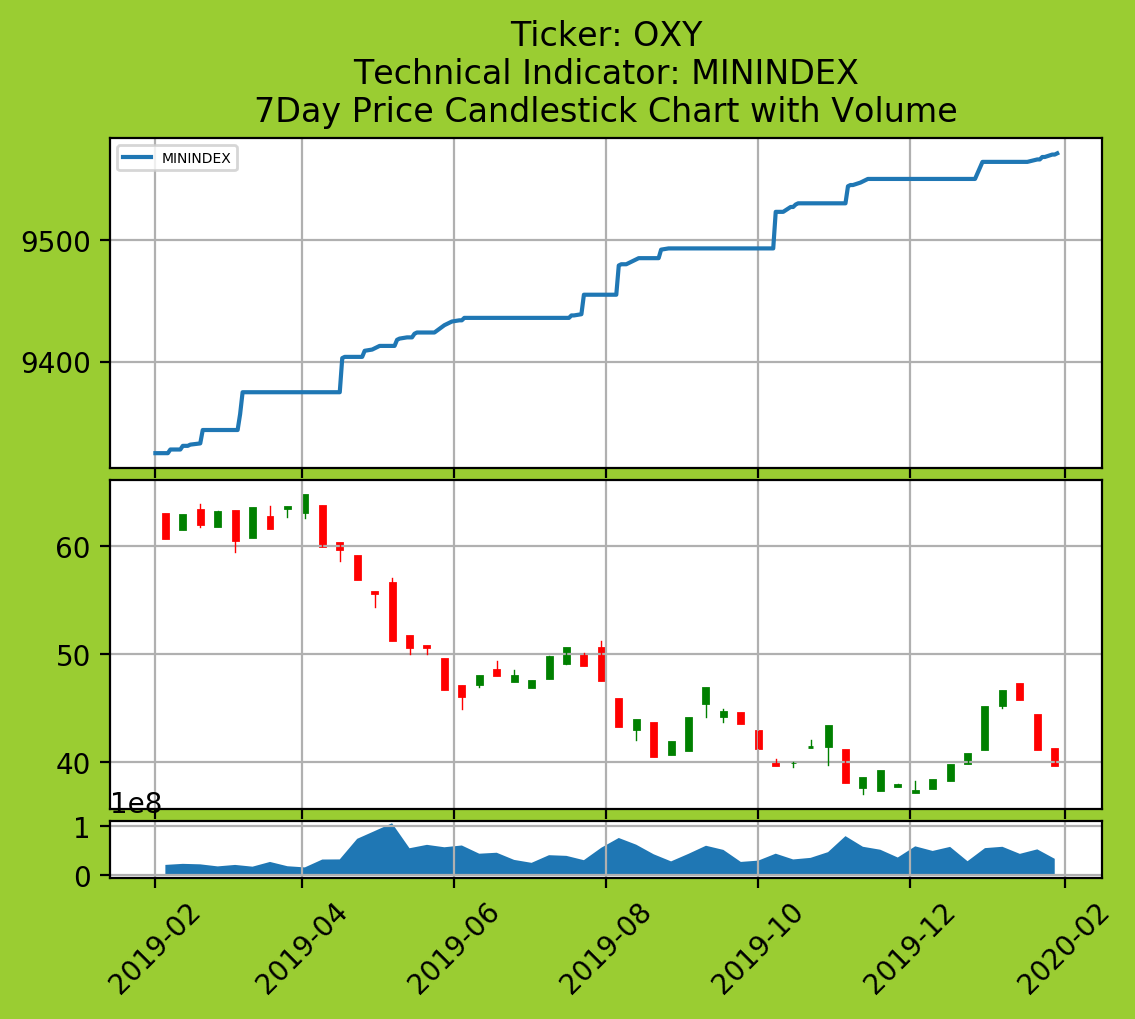 Ticker: OXY
Technical Indicator: MININDEX
7Day Price Candlestick Chart with Volume
MININDEX
9500
9400
60
50
40
1e8
1
0
2019-02
2019-04
2019-06
2019-08
2019-10
2019-12
2020-02